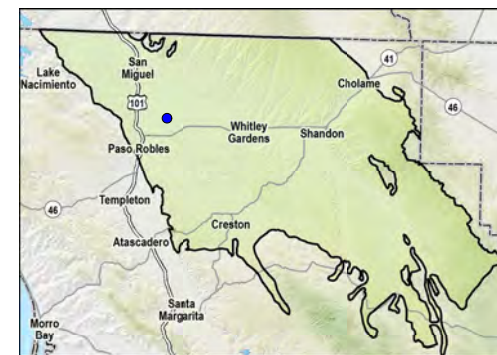 San
Miguel
Lake
Nacimiento
41
Cholame
101
46
Whitley
Gardens
Shandon
Paso Robles
Templeton
46
Creston
Atascadero
Santa
Margarita
Morro
Bay